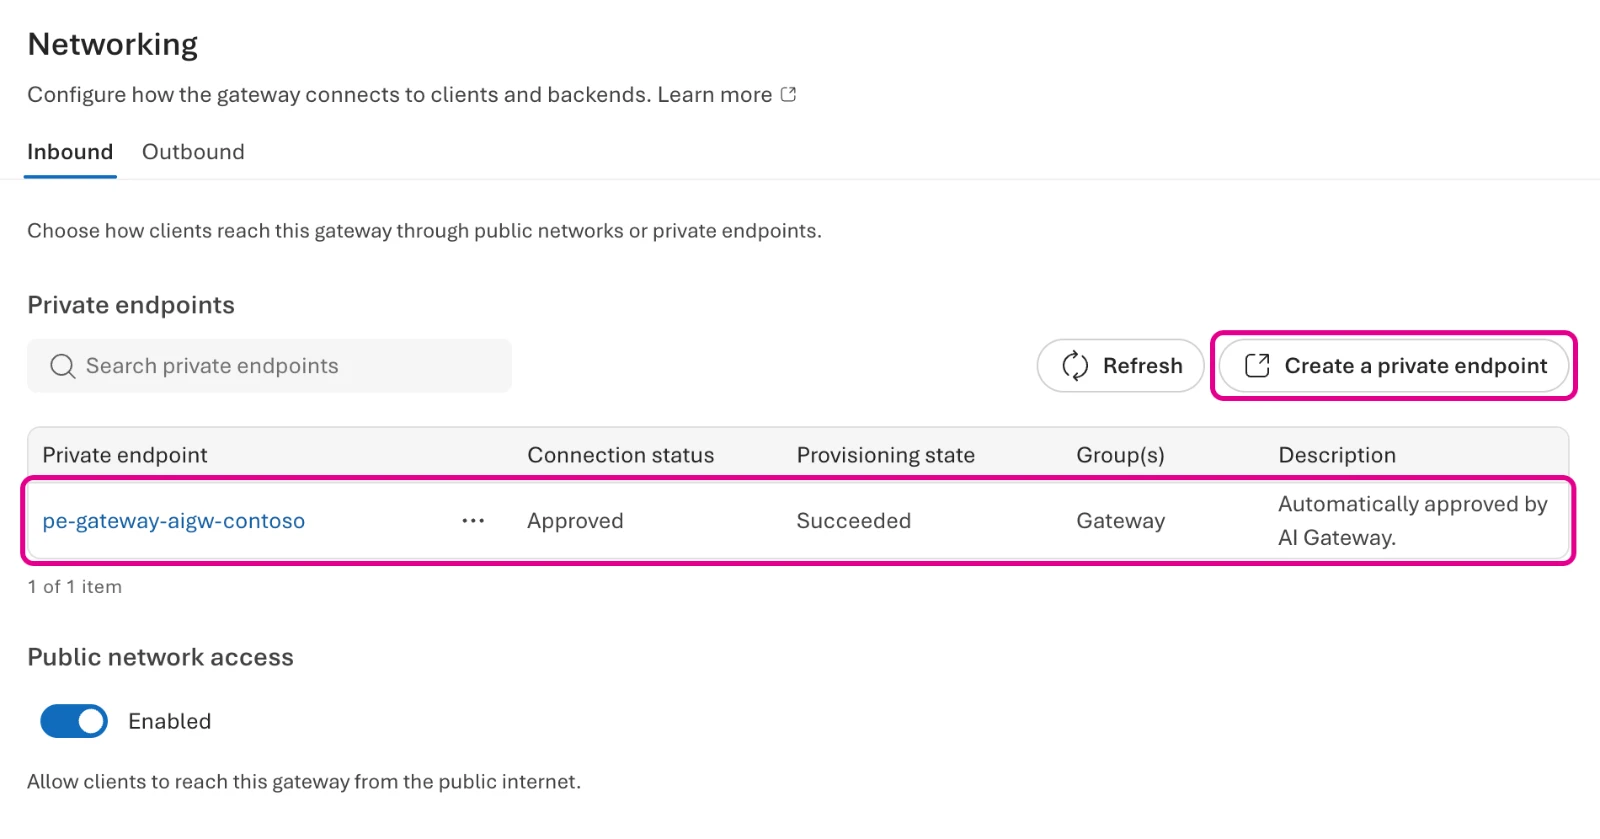 Networking
Configure how the gateway connects to clients and backends. Learn more
Inbound Outbound
Choose how clients reach this gateway through public networks or private endpoints.
Private endpoints
Search private endpoints Refresh Create a private endpoint
Private endpoint Connection status Provisioning state Group(s) Description
pe-gateway-aigw-contoso ... Approved Succeeded Gateway Automatically approved by
AI Gateway.
1 of 1 item
Public network access
Enabled
Allow clients to reach this gateway from the public internet.